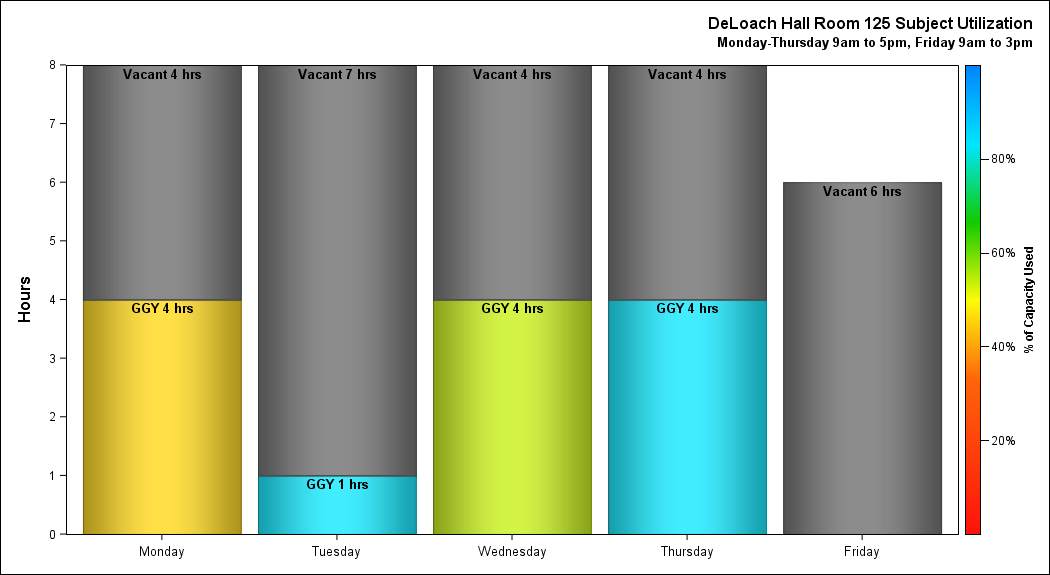 DeLoach Hall Room 125 Subject Utilization
Monday-Thursday 9am to 5pm, Friday 9am to 3pm
Hours
8
7
6
5
4
3
2
1
0
Vacant 4 hrs
GGY 4 hrs
Vacant 7 hrs
GGY 1 hrs
Vacant 4 hrs
GGY 4 hrs
Vacant 4 hrs
GGY 4 hrs
Vacant 6 hrs
Monday
Tuesday
Wednesday
Thursday
Friday
80%
60%
40%
20%
% of Capacity Used